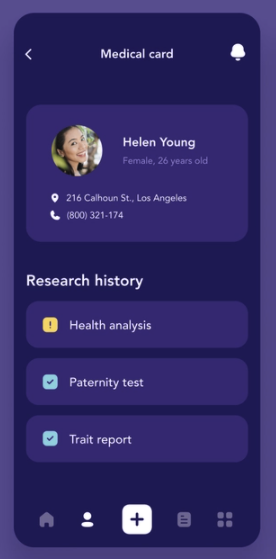 Medical card
Helen Young
Female, 26 years old
216 Calhoun St., Los Angeles
(800) 321-174
Research history
Health analysis
Paternity test
Trait report